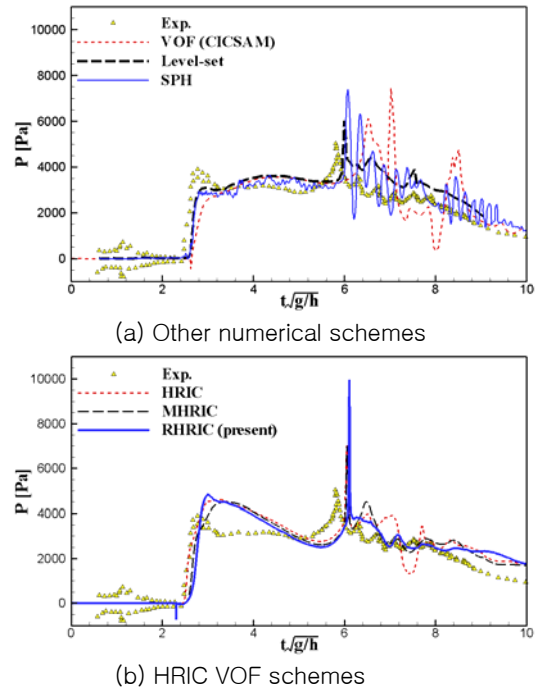 10000
8000
6000
4000
2000
0
P [Pa]
Exp.
VOF (CICSAM)
Level-set
SPH
0 2 4 6 8 10
t√g/h
(a) Other numerical schemes
10000
8000
6000
4000
2000
0
P [Pa]
Exp.
HRIC
MHRIC
RHRIC (present)
0 2 4 6 8 10
t√g/h
(b) HRIC VOF schemes